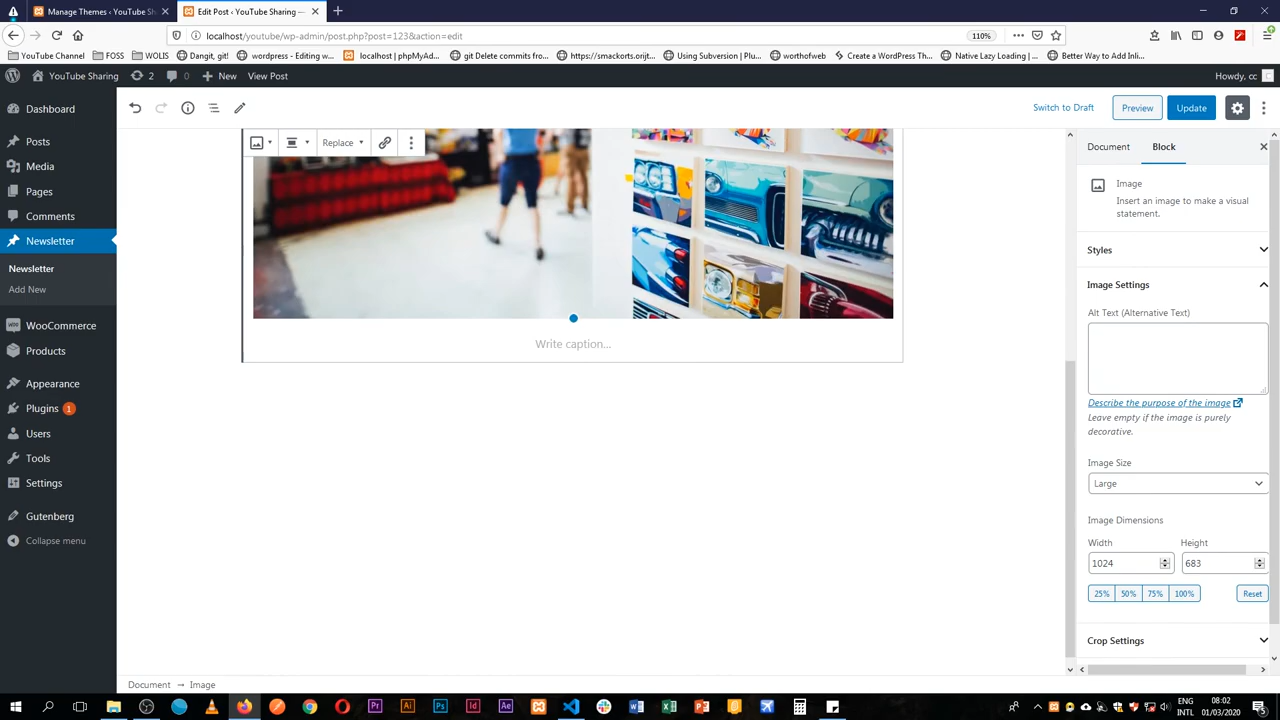 Manage Themes ‹ YouTube Sh
Edit Post ‹ YouTube Sharing —
localhost/youtube/wp-admin/post.php?post=123&action=edit
110%
YouTube Channel
FOSS
WOLIS
Dangit, git!
wordpress - Editing w
localhost | phpMyAd
git Delete commits fro
https://smackorts.orijt
Using Subversion | Plu
worthofweb
Create a WordPress Th
Native Lazy Loading |
Better Way to Add Inli
YouTube Sharing
2
0
New
View Post
Howdy, cc
Dashboard
Posts
Media
Pages
Comments
Newsletter
Newsletter
Add New
WooCommerce
Products
Appearance
Plugins 1
Users
Tools
Settings
Gutenberg
Collapse menu
Switch to Draft
Preview
Update
Replace
Write caption...
Document
Block
Image
Insert an image to make a visual
statement.
Styles
Image Settings
Alt Text (Alternative Text)
Describe the purpose of the image
Leave empty if the image is purely
decorative.
Image Size
Large
Image Dimensions
Width
Height
1024
683
25%
50%
75%
100%
Reset
Crop Settings
Document → Image
Pr
Ai
Id
Ae
ENG
INTL
08:02
01/03/2020